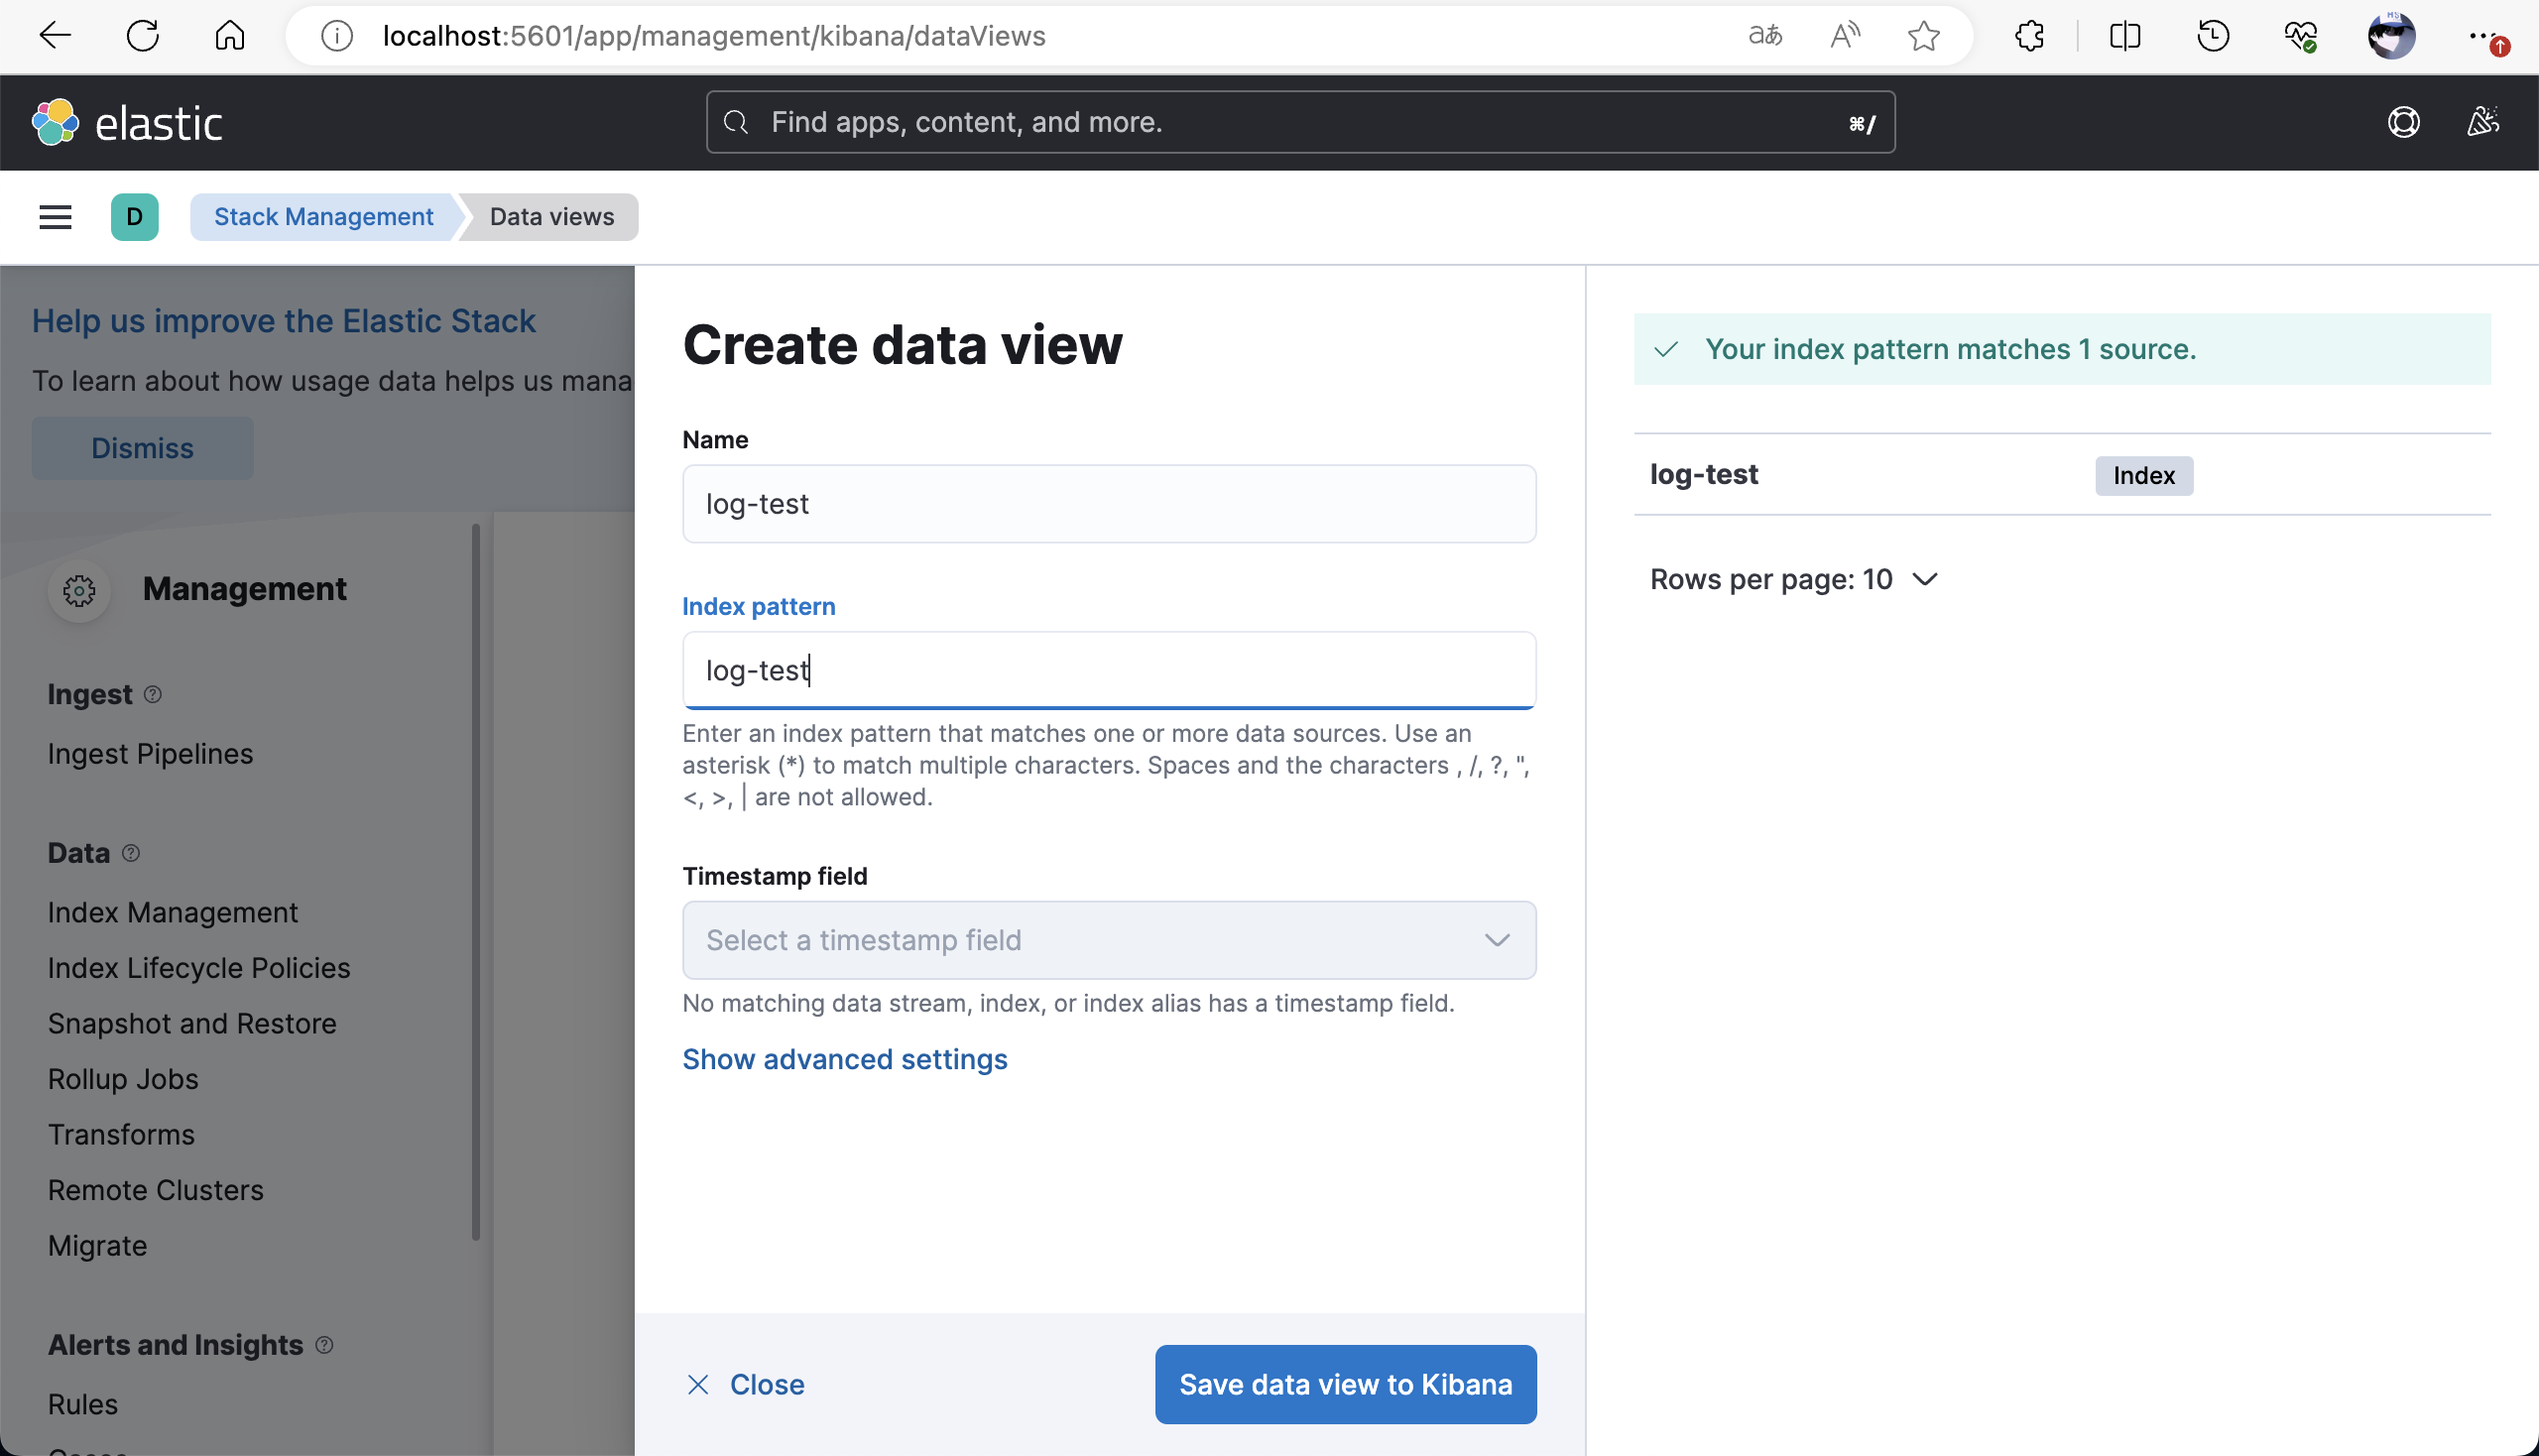 localhost:5601/app/management/kibana/dataViews
aあ
A
elastic
Find apps, content, and more.
⌘/
D
Stack Management
Data views
Help us improve the Elastic Stack
To learn about how usage data helps us mana
Dismiss
Management
Ingest
Ingest Pipelines
Data
Index Management
Index Lifecycle Policies
Snapshot and Restore
Rollup Jobs
Transforms
Remote Clusters
Migrate
Alerts and Insights
Rules
Create data view
Name
log-test
Index pattern
log-test
Enter an index pattern that matches one or more data sources. Use an
asterisk (*) to match multiple characters. Spaces and the characters , /, ?, ",
<, >, | are not allowed.
Timestamp field
Select a timestamp field
No matching data stream, index, or index alias has a timestamp field.
Show advanced settings
Close
Save data view to Kibana
Your index pattern matches 1 source.
log-test
Index
Rows per page: 10